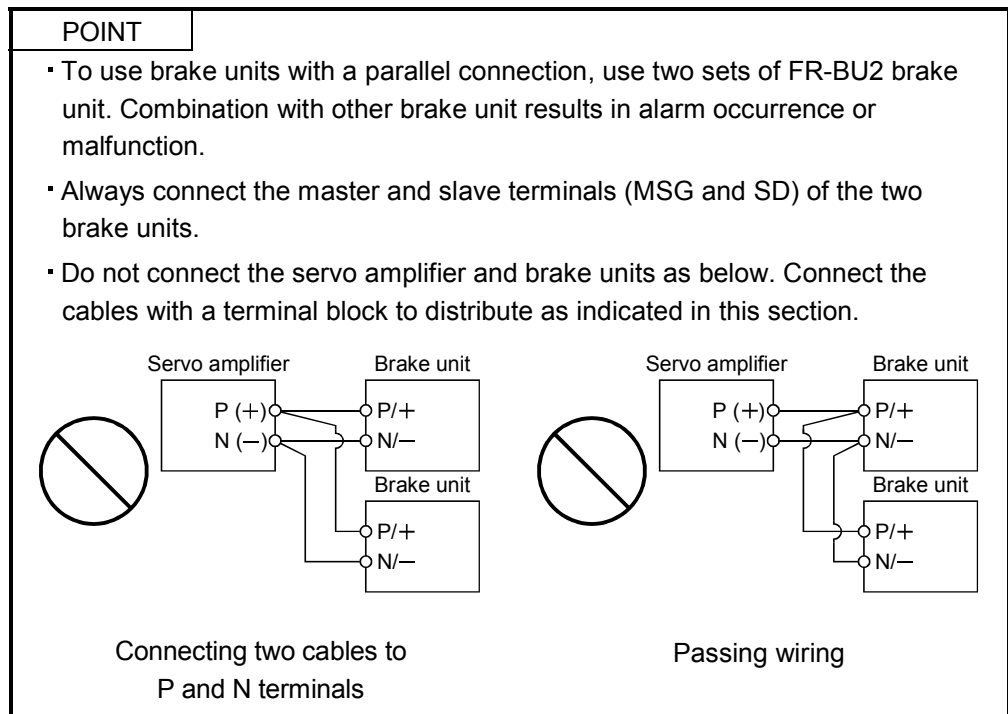 POINT
・To use brake units with a parallel connection, use two sets of FR-BU2 brake
unit. Combination with other brake unit results in alarm occurrence or
malfunction.
・Always connect the master and slave terminals (MSG and SD) of the two
brake units.
・Do not connect the servo amplifier and brake units as below. Connect the
cables with a terminal block to distribute as indicated in this section.
Servo amplifier
Brake unit
P (+)
P/+
N (−)
N/−
Brake unit
P/+
N/−
Connecting two cables to
P and N terminals
Servo amplifier
Brake unit
P (+)
P/+
N (−)
N/−
Brake unit
P/+
N/−
Passing wiring